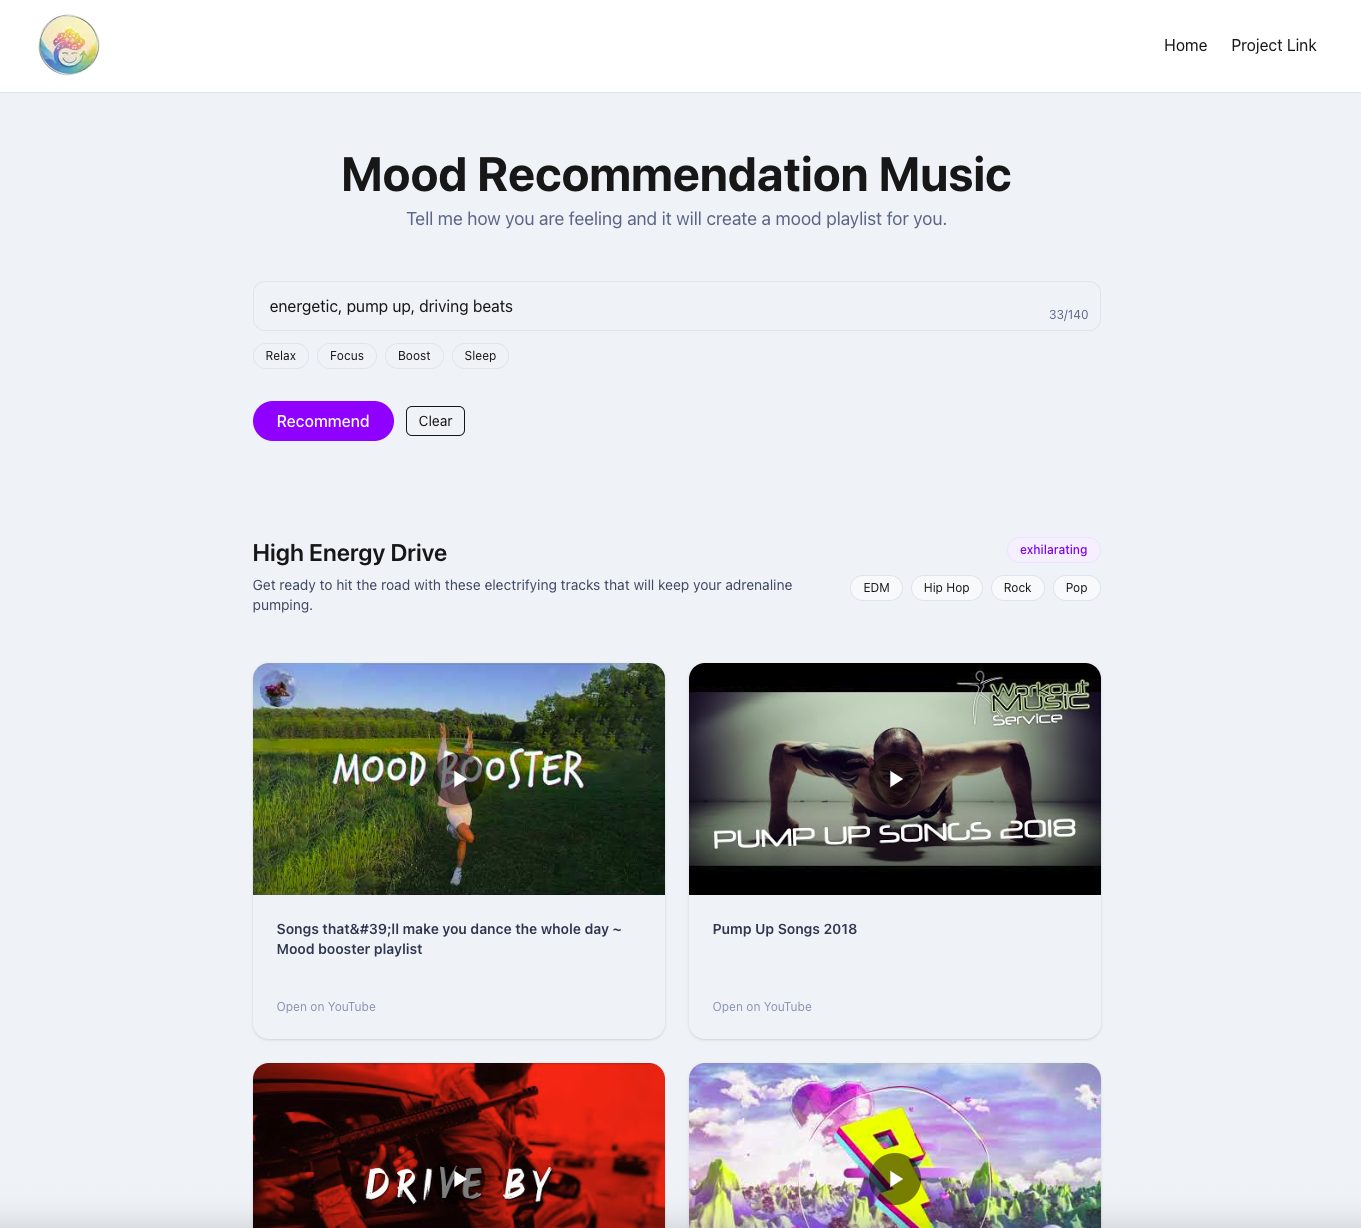 Home Project Link
Mood Recommendation Music
Tell me how you are feeling and it will create a mood playlist for you.
energetic, pump up, driving beats
33/140
Relax Focus Boost Sleep
Recommend Clear
High Energy Drive
exhilarating
Get ready to hit the road with these electrifying tracks that will keep your adrenaline
pumping.
EDM Hip Hop Rock Pop
MOOD BOOSTER
Workout
Music
Service
PUMP UP SONGS 2018
Songs that&#39;ll make you dance the whole day ~
Mood booster playlist
Open on YouTube
Pump Up Songs 2018
Open on YouTube
DRIVE BY